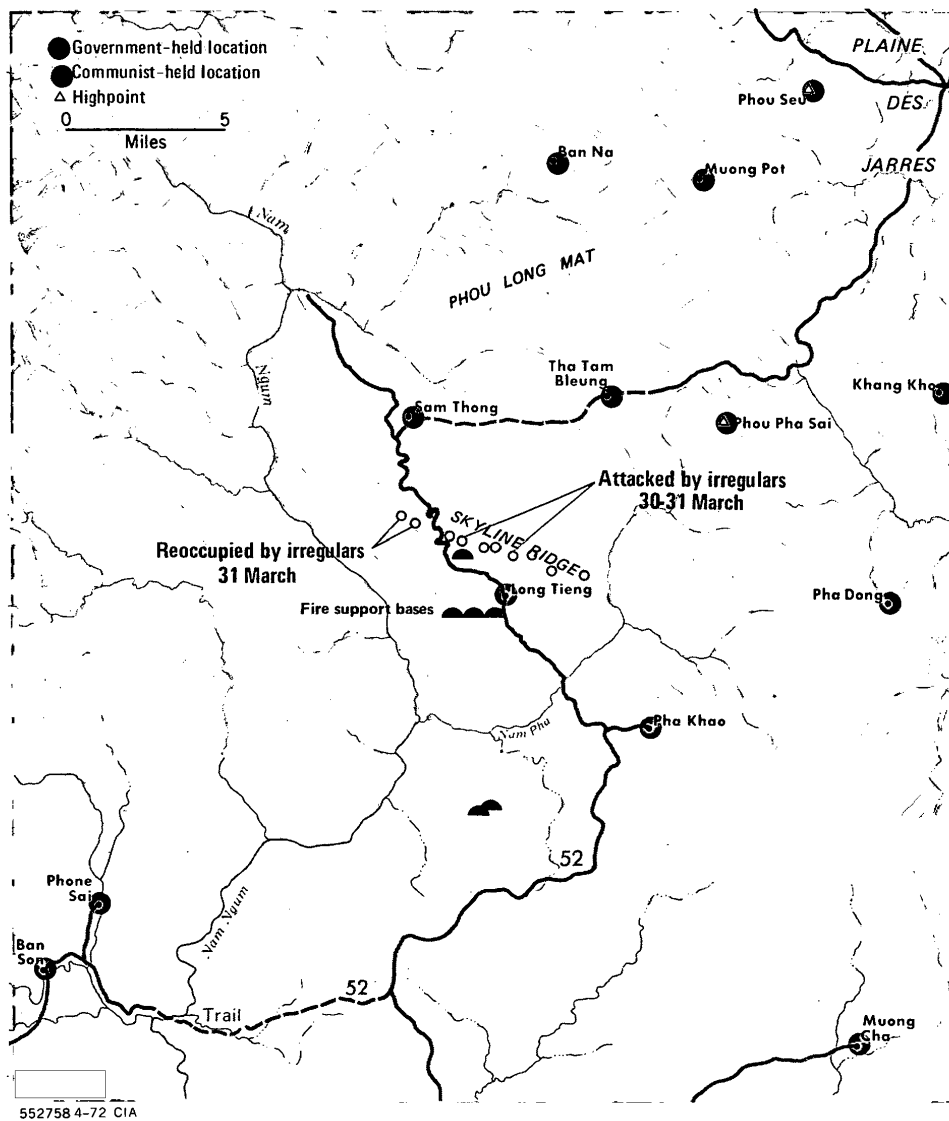 Government-held location
Communist-held location
Highpoint
0 5
Miles
PLAINE
DES
JARRES
Phou Seu
Ban Na
Muong Pot
Nam
PHOU LONG MAT
Ngum
Tha Tam
Bleung
Khang Kho
Sam Thong
Phou Pha Sai
Attacked by irregulars
30-31 March
SKYLINE RIDGE
Reoccupied by irregulars
31 March
Long Tieng
Fire support bases
Pha Dong
Nam Pha
Pha Khao
52
Phone
Sai
Nam Ngum
Ban
Son
52
Trail
Muong
Cha
552758 4-72 CIA